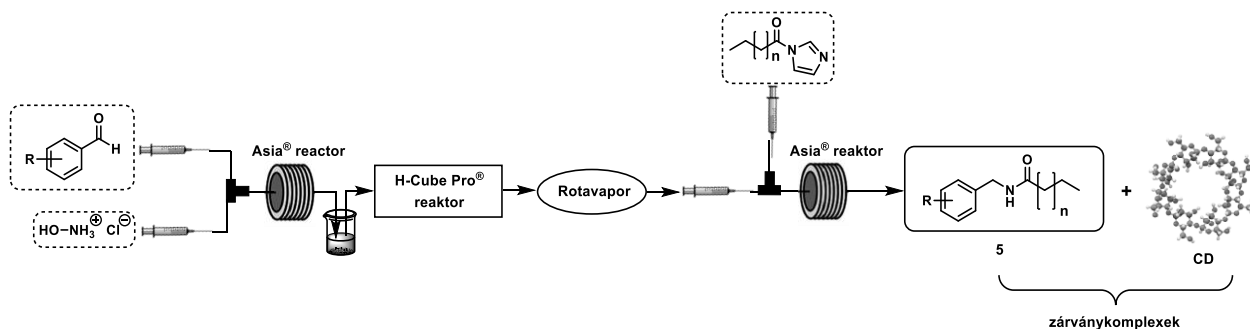 O
H
R
HO–NH3⊕ Cl⊖
Asia® reactor
H-Cube Pro®
reaktor
Rotavapor
O
n
N
N
Asia® reaktor
O
N
H
R
n
5
+
CD
zárványkomplexek